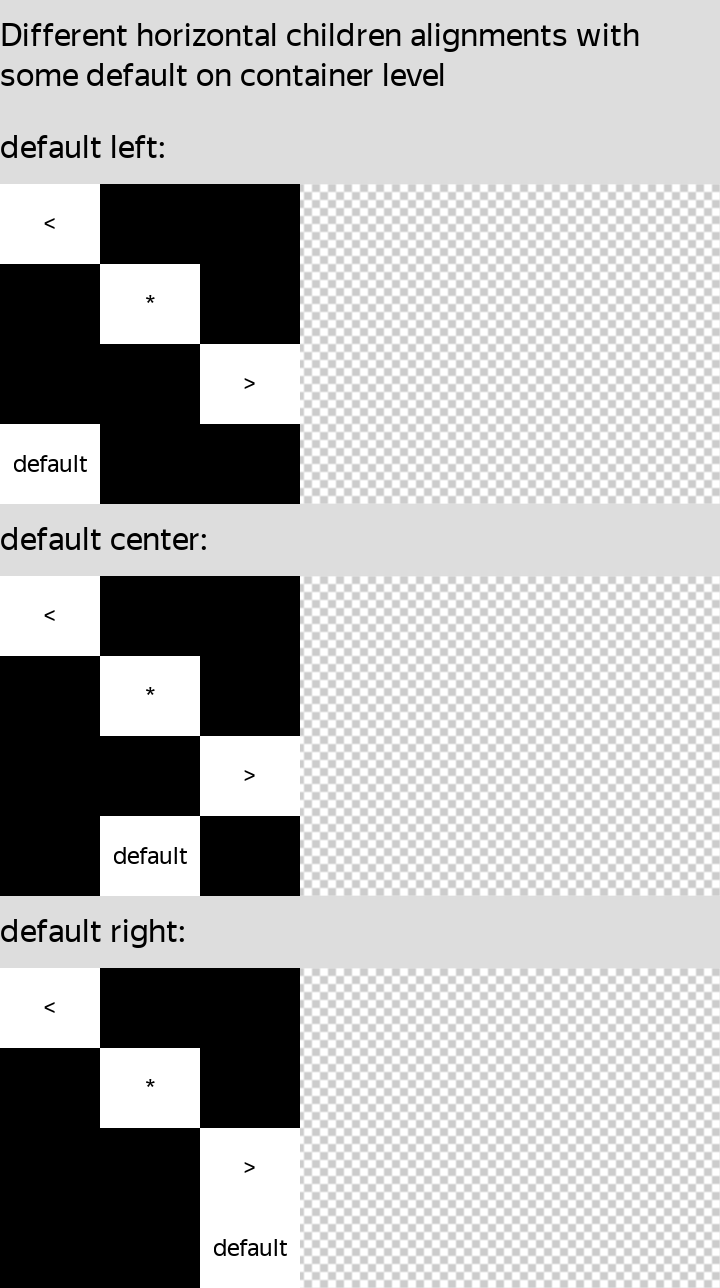 Different horizontal children alignments with
some default on container level
default left:
<
*
>
default
default center:
<
*
>
default
default right:
<
*
>
default